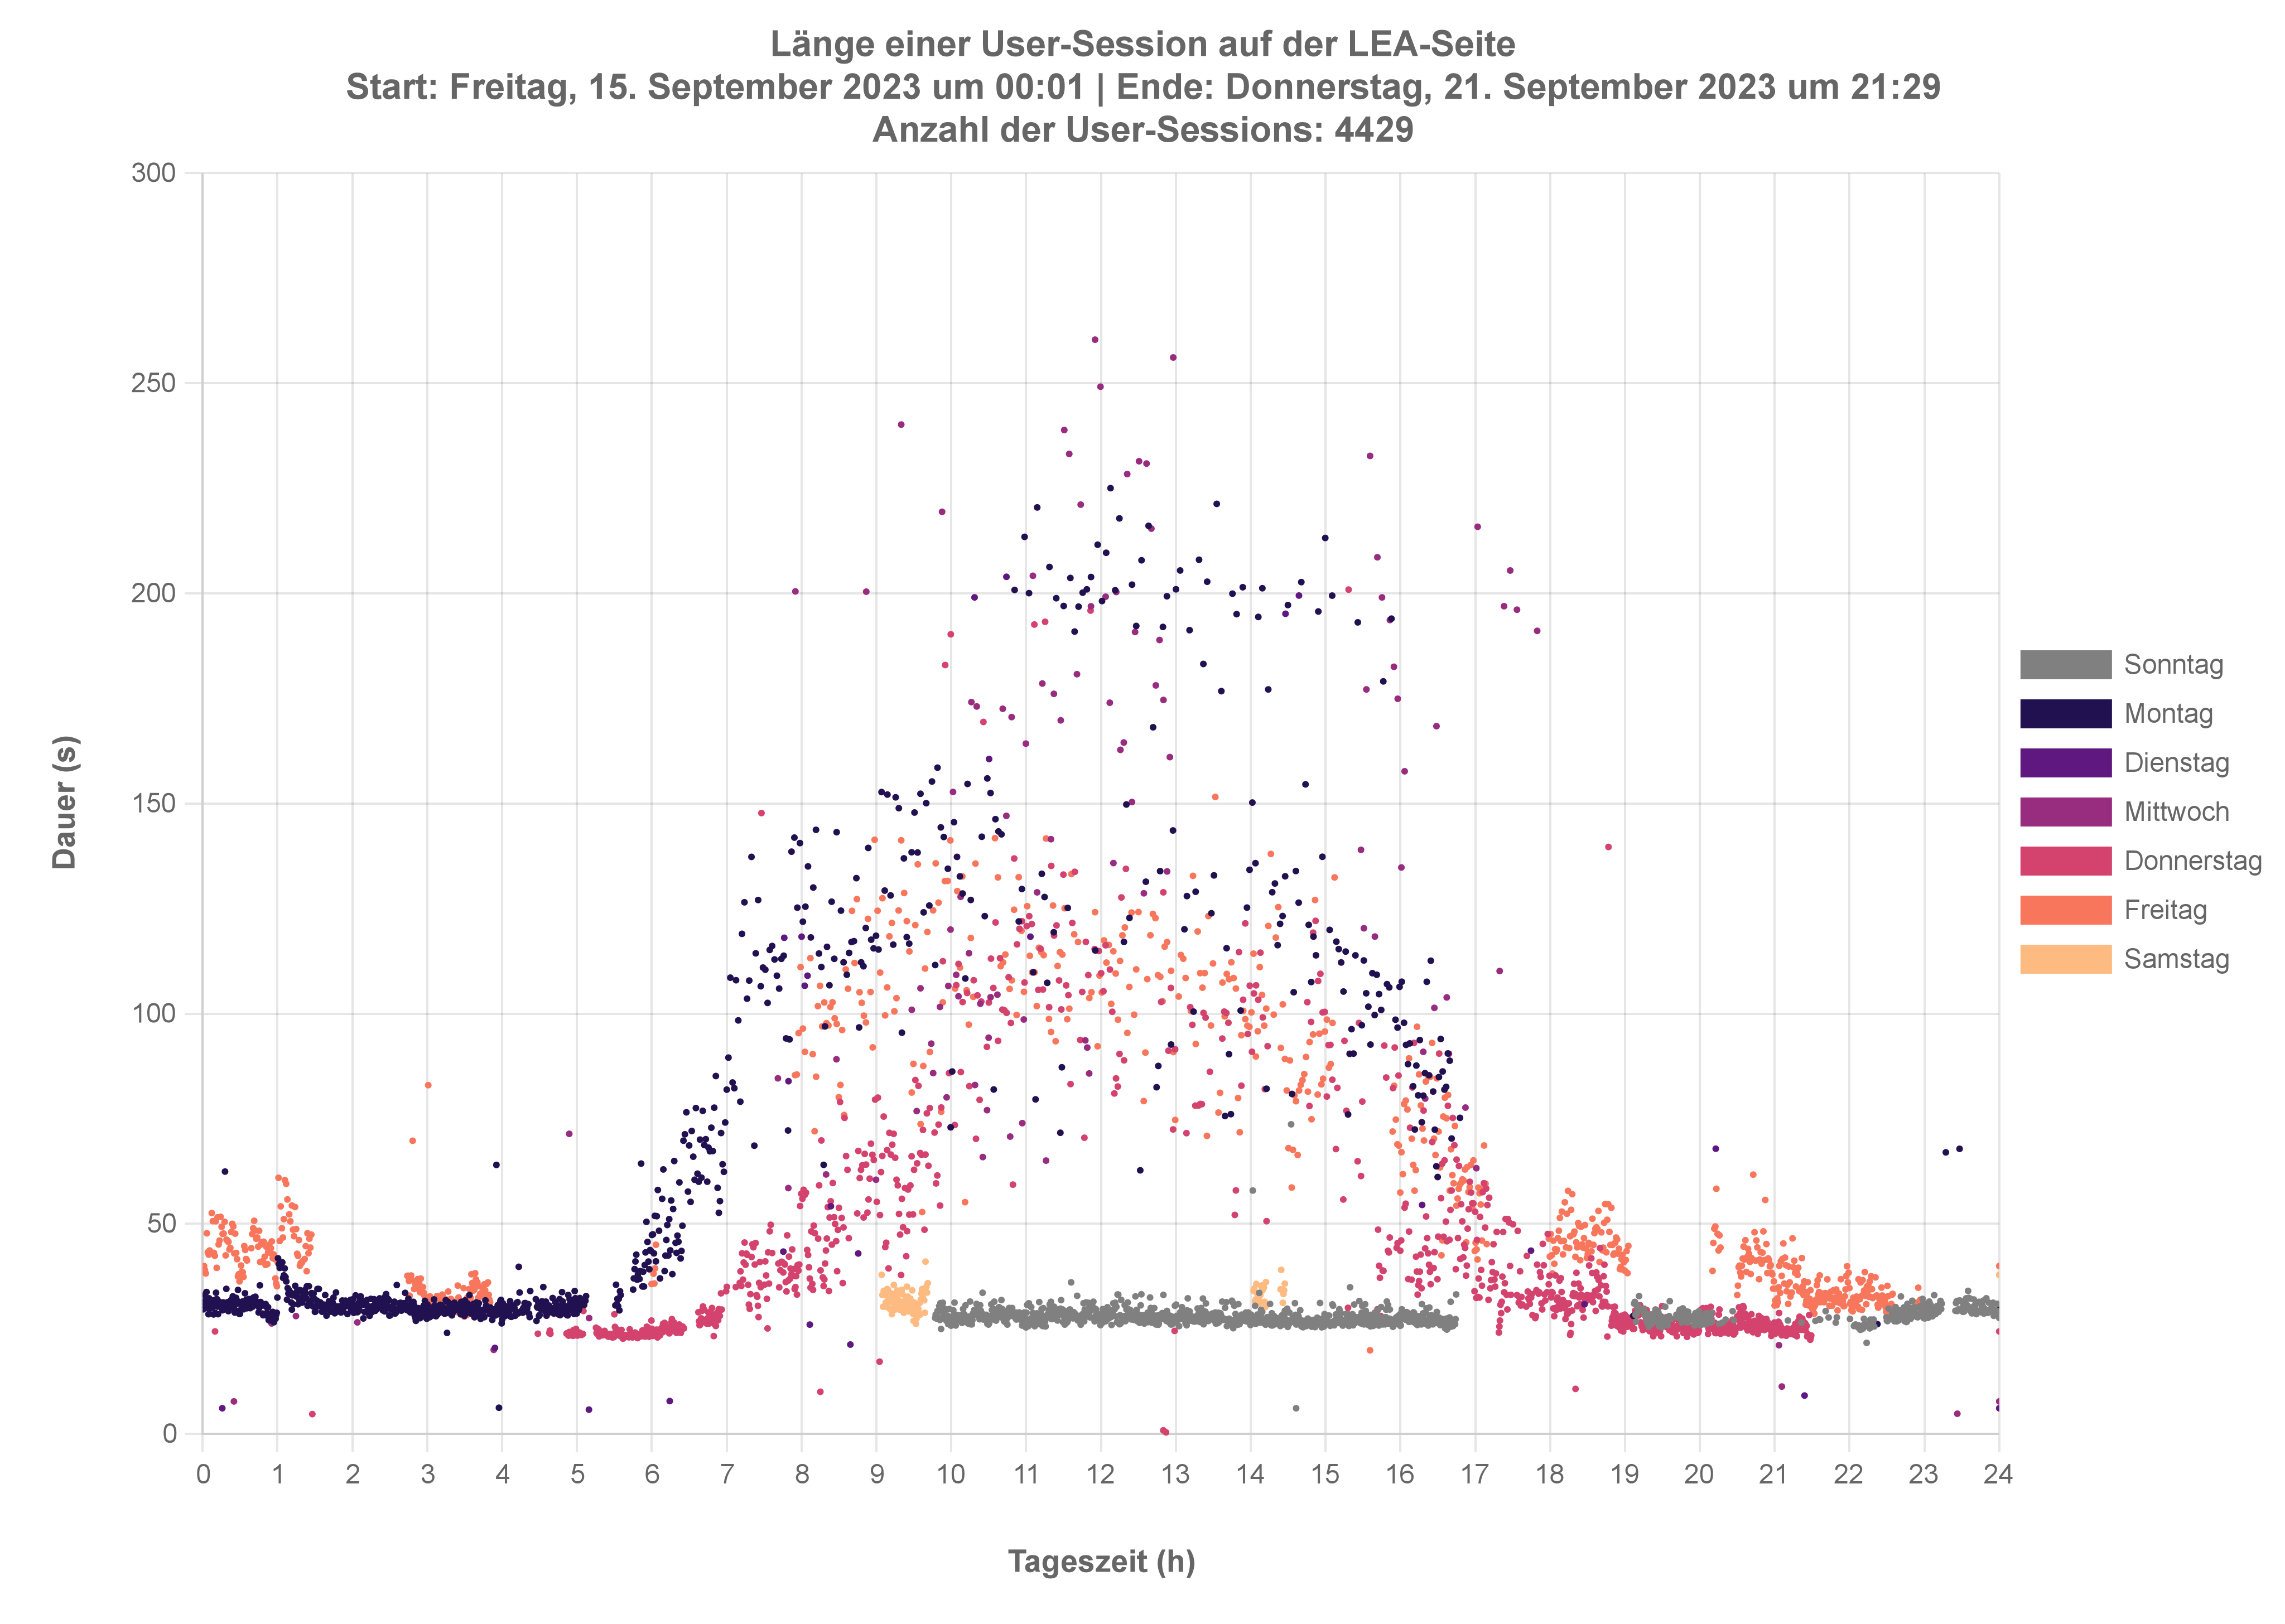 Länge einer User-Session auf der LEA-Seite
Start: Freitag, 15. September 2023 um 00:01 | Ende: Donnerstag, 21. September 2023 um 21:29
Anzahl der User-Sessions: 4429
300
250
200
150
100
50
0
Dauer (s)
0 1 2 3 4 5 6 7 8 9 10 11 12 13 14 15 16 17 18 19 20 21 22 23 24
Tageszeit (h)
Sonntag
Montag
Dienstag
Mittwoch
Donnerstag
Freitag
Samstag